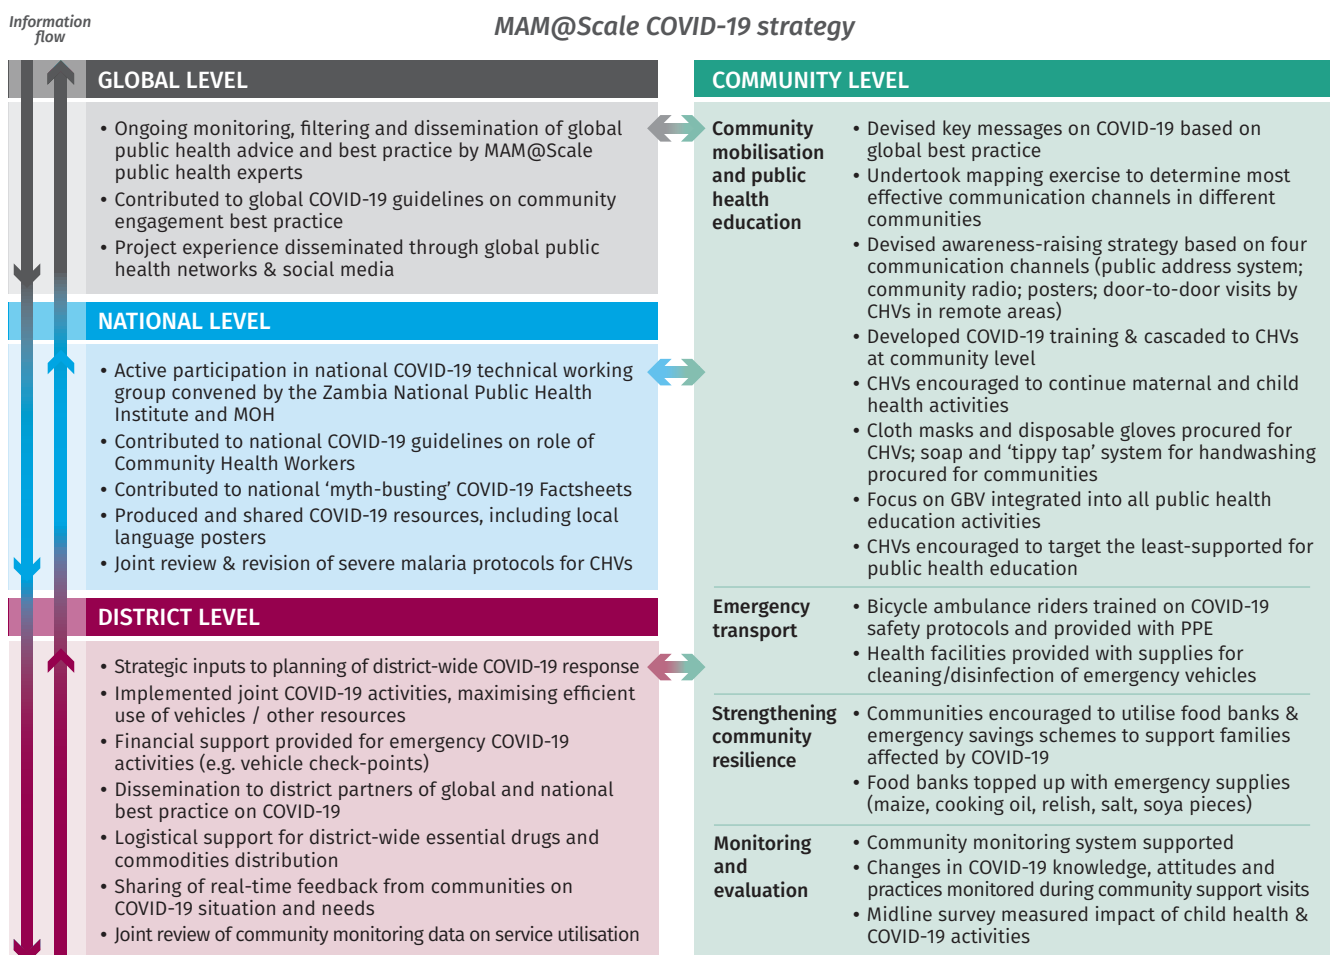 Information
flow
MAM@Scale COVID-19 strategy
GLOBAL LEVEL
• Ongoing monitoring, filtering and dissemination of global
public health advice and best practice by MAM@Scale
public health experts
• Contributed to global COVID-19 guidelines on community
engagement best practice
• Project experience disseminated through global public
health networks & social media
NATIONAL LEVEL
• Active participation in national COVID-19 technical working
group convened by the Zambia National Public Health
Institute and MOH
• Contributed to national COVID-19 guidelines on role of
Community Health Workers
• Contributed to national ‘myth-busting’ COVID-19 Factsheets
• Produced and shared COVID-19 resources, including local
language posters
• Joint review & revision of severe malaria protocols for CHVs
DISTRICT LEVEL
• Strategic inputs to planning of district-wide COVID-19 response
• Implemented joint COVID-19 activities, maximising efficient
use of vehicles / other resources
• Financial support provided for emergency COVID-19
activities (e.g. vehicle check-points)
• Dissemination to district partners of global and national
best practice on COVID-19
• Logistical support for district-wide essential drugs and
commodities distribution
• Sharing of real-time feedback from communities on
COVID-19 situation and needs
• Joint review of community monitoring data on service utilisation
COMMUNITY LEVEL
Community
mobilisation
and public
health
education
• Devised key messages on COVID-19 based on
global best practice
• Undertook mapping exercise to determine most
effective communication channels in different
communities
• Devised awareness-raising strategy based on four
communication channels (public address system;
community radio; posters; door-to-door visits by
CHVs in remote areas)
• Developed COVID-19 training & cascaded to CHVs
at community level
• CHVs encouraged to continue maternal and child
health activities
• Cloth masks and disposable gloves procured for
CHVs; soap and ‘tippy tap’ system for handwashing
procured for communities
• Focus on GBV integrated into all public health
education activities
• CHVs encouraged to target the least-supported for
public health education
Emergency
transport
• Bicycle ambulance riders trained on COVID-19
safety protocols and provided with PPE
• Health facilities provided with supplies for
cleaning/disinfection of emergency vehicles
Strengthening
community
resilience
• Communities encouraged to utilise food banks &
emergency savings schemes to support families
affected by COVID-19
• Food banks topped up with emergency supplies
(maize, cooking oil, relish, salt, soya pieces)
Monitoring
and
evaluation
• Community monitoring system supported
• Changes in COVID-19 knowledge, attitudes and
practices monitored during community support visits
• Midline survey measured impact of child health &
COVID-19 activities